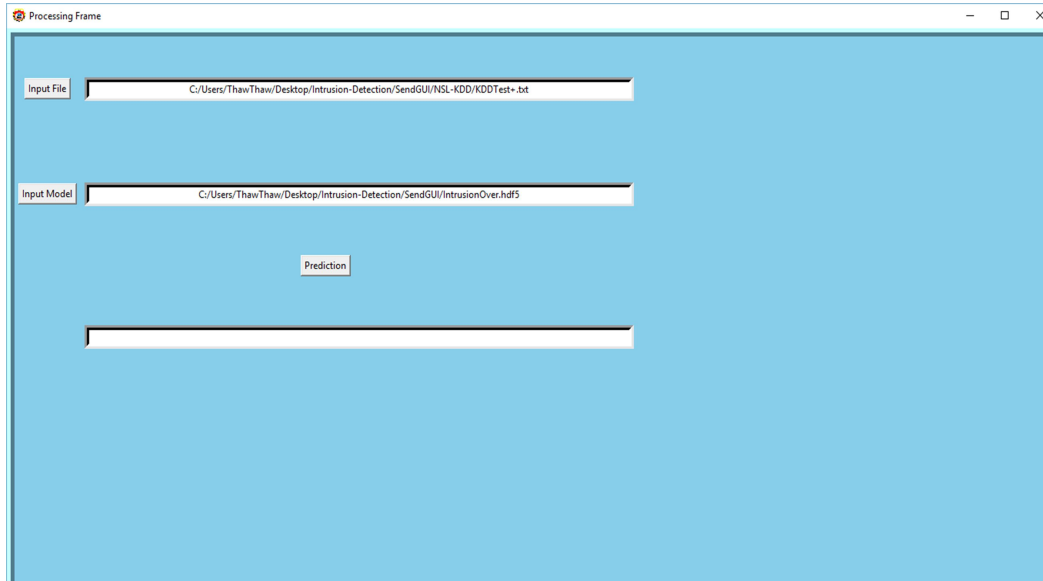 Processing Frame
Input File
C:/Users/ThawThaw/Desktop/Intrusion-Detection/SendGUI/NSL-KDD/KDDTest+.txt
Input Model
C:/Users/ThawThaw/Desktop/Intrusion-Detection/SendGUI/IntrusionOver.hdf5
Prediction